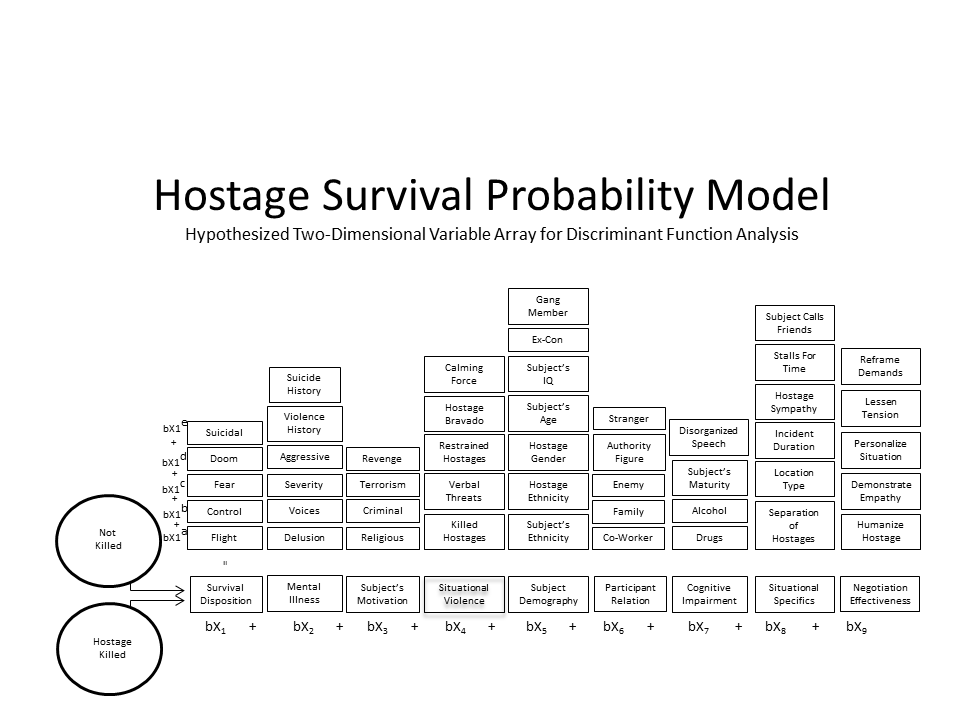 Hostage Survival Probability Model
Hypothesized Two-Dimensional Variable Array for Discriminant Function Analysis
bX1e
+
bX1d
+
bX1c
+
bX1b
+
bX1a
Suicidal
Doom
Fear
Control
Flight
=
Suicide
History
Violence
History
Aggressive
Severity
Voices
Delusion
Revenge
Terrorism
Criminal
Religious
Calming
Force
Hostage
Bravado
Restrained
Hostages
Verbal
Threats
Killed
Hostages
Gang
Member
Ex-Con
Subject’s
IQ
Subject’s
Age
Hostage
Gender
Hostage
Ethnicity
Subject’s
Ethnicity
Stranger
Authority
Figure
Enemy
Family
Co-Worker
Disorganized
Speech
Subject’s
Maturity
Alcohol
Drugs
Subject Calls
Friends
Stalls For
Time
Hostage
Sympathy
Incident
Duration
Location
Type
Separation
of
Hostages
Reframe
Demands
Lessen
Tension
Personalize
Situation
Demonstrate
Empathy
Humanize
Hostage
Not
Killed
Hostage
Killed
Survival
Disposition
Mental
Illness
Subject’s
Motivation
Situational
Violence
Subject
Demography
Participant
Relation
Cognitive
Impairment
Situational
Specifics
Negotiation
Effectiveness
bX1 + bX2 + bX3 + bX4 + bX5 + bX6 + bX7 + bX8 + bX9